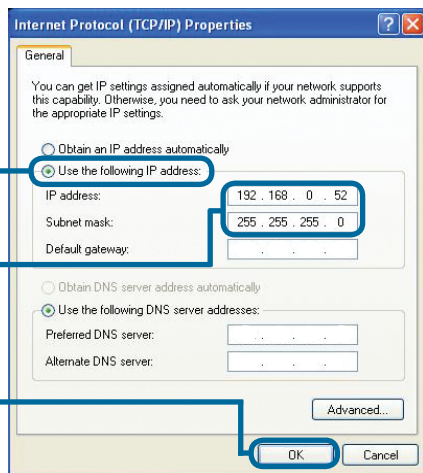 Internet Protocol (TCP/IP) Properties
General
You can get IP settings assigned automatically if your network supports
this capability. Otherwise, you need to ask your network administrator for
the appropriate IP settings.
Obtain an IP address automatically
Use the following IP address:
IP address: 192 . 168 . 0 . 52
Subnet mask: 255 . 255 . 255 . 0
Default gateway: . . .
Obtain DNS server address automatically
Use the following DNS server addresses:
Preferred DNS server: . . .
Alternate DNS server: . . .
Advanced...
OK Cancel